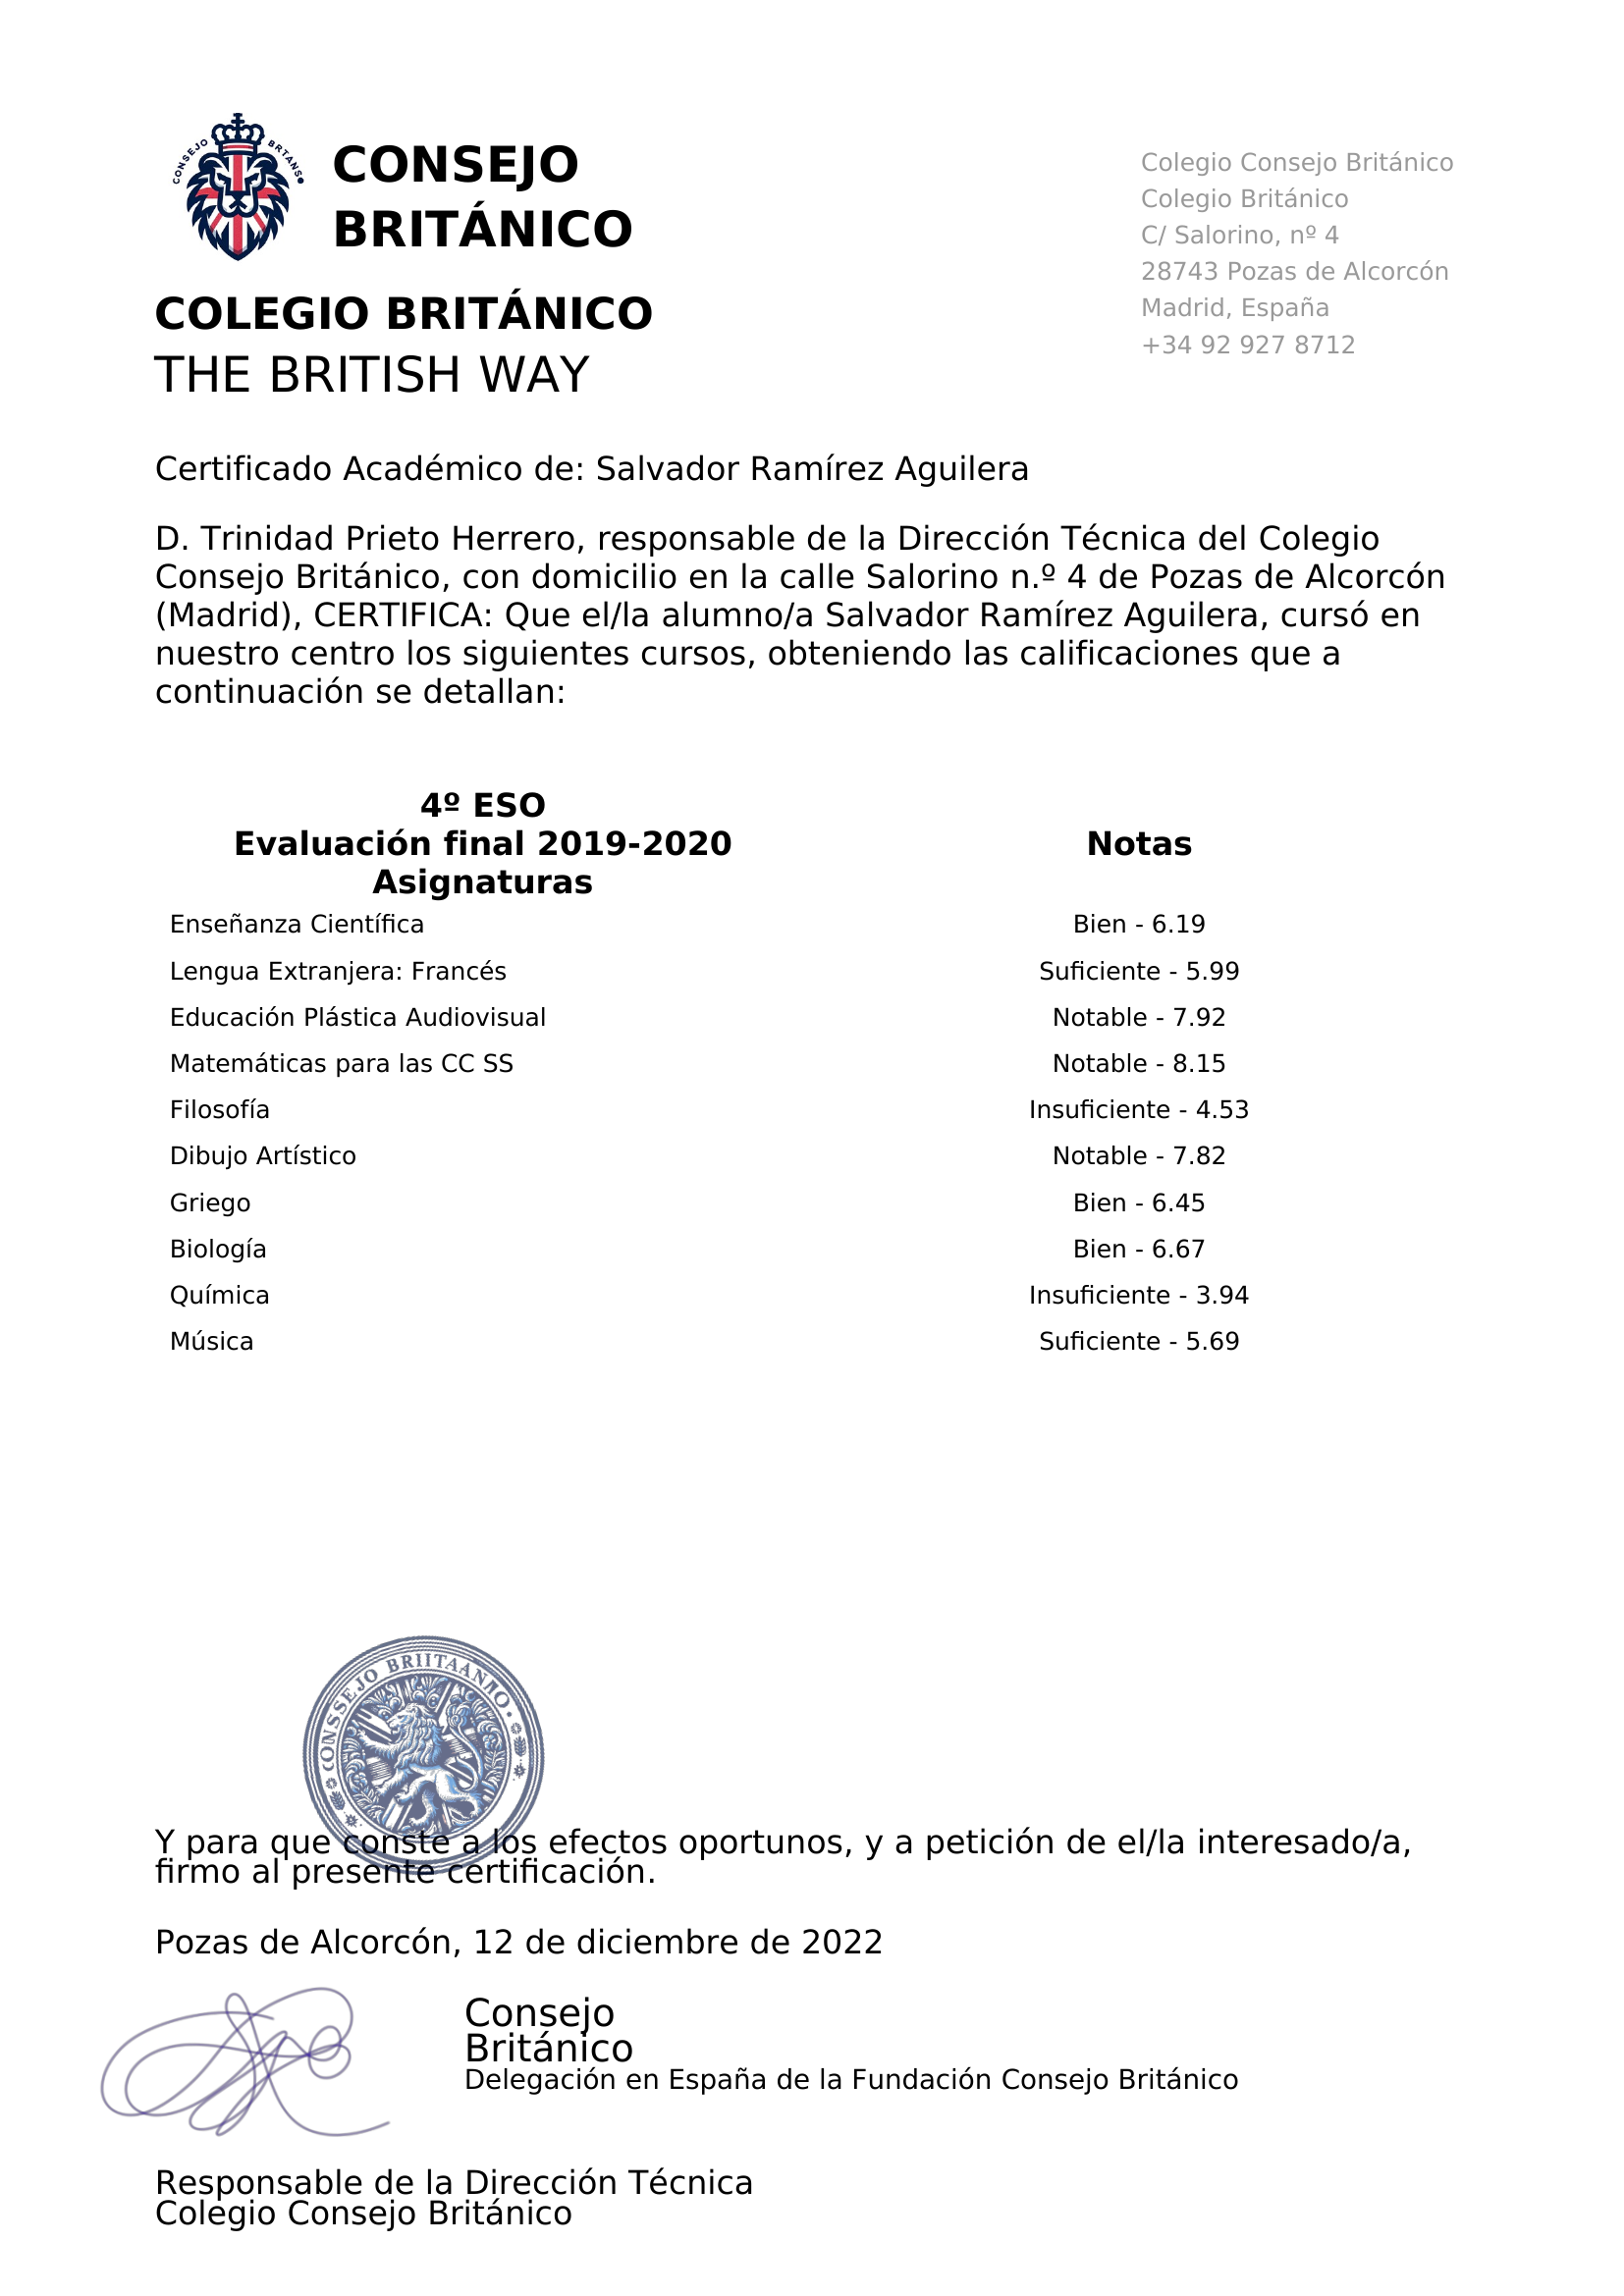 CONSEJO BRTANS
CONSEJO
BRITÁNICO
COLEGIO BRITÁNICO
THE BRITISH WAY
Colegio Consejo Británico
Colegio Británico
C/ Salorino, nº 4
28743 Pozas de Alcorcón
Madrid, España
+34 92 927 8712
Certificado Académico de: Salvador Ramírez Aguilera
D. Trinidad Prieto Herrero, responsable de la Dirección Técnica del Colegio
Consejo Británico, con domicilio en la calle Salorino n.º 4 de Pozas de Alcorcón
(Madrid), CERTIFICA: Que el/la alumno/a Salvador Ramírez Aguilera, cursó en
nuestro centro los siguientes cursos, obteniendo las calificaciones que a
continuación se detallan:
4º ESO
Evaluación final 2019-2020 Notas
Asignaturas
Enseñanza Científica Bien - 6.19
Lengua Extranjera: Francés Suficiente - 5.99
Educación Plástica Audiovisual Notable - 7.92
Matemáticas para las CC SS Notable - 8.15
Filosofía Insuficiente - 4.53
Dibujo Artístico Notable - 7.82
Griego Bien - 6.45
Biología Bien - 6.67
Química Insuficiente - 3.94
Música Suficiente - 5.69
CONSSEJO BRIITAÁNIO
Y para que conste a los efectos oportunos, y a petición de el/la interesado/a,
firmo al presente certificación.
Pozas de Alcorcón, 12 de diciembre de 2022
Consejo
Británico
Delegación en España de la Fundación Consejo Británico
Responsable de la Dirección Técnica
Colegio Consejo Británico